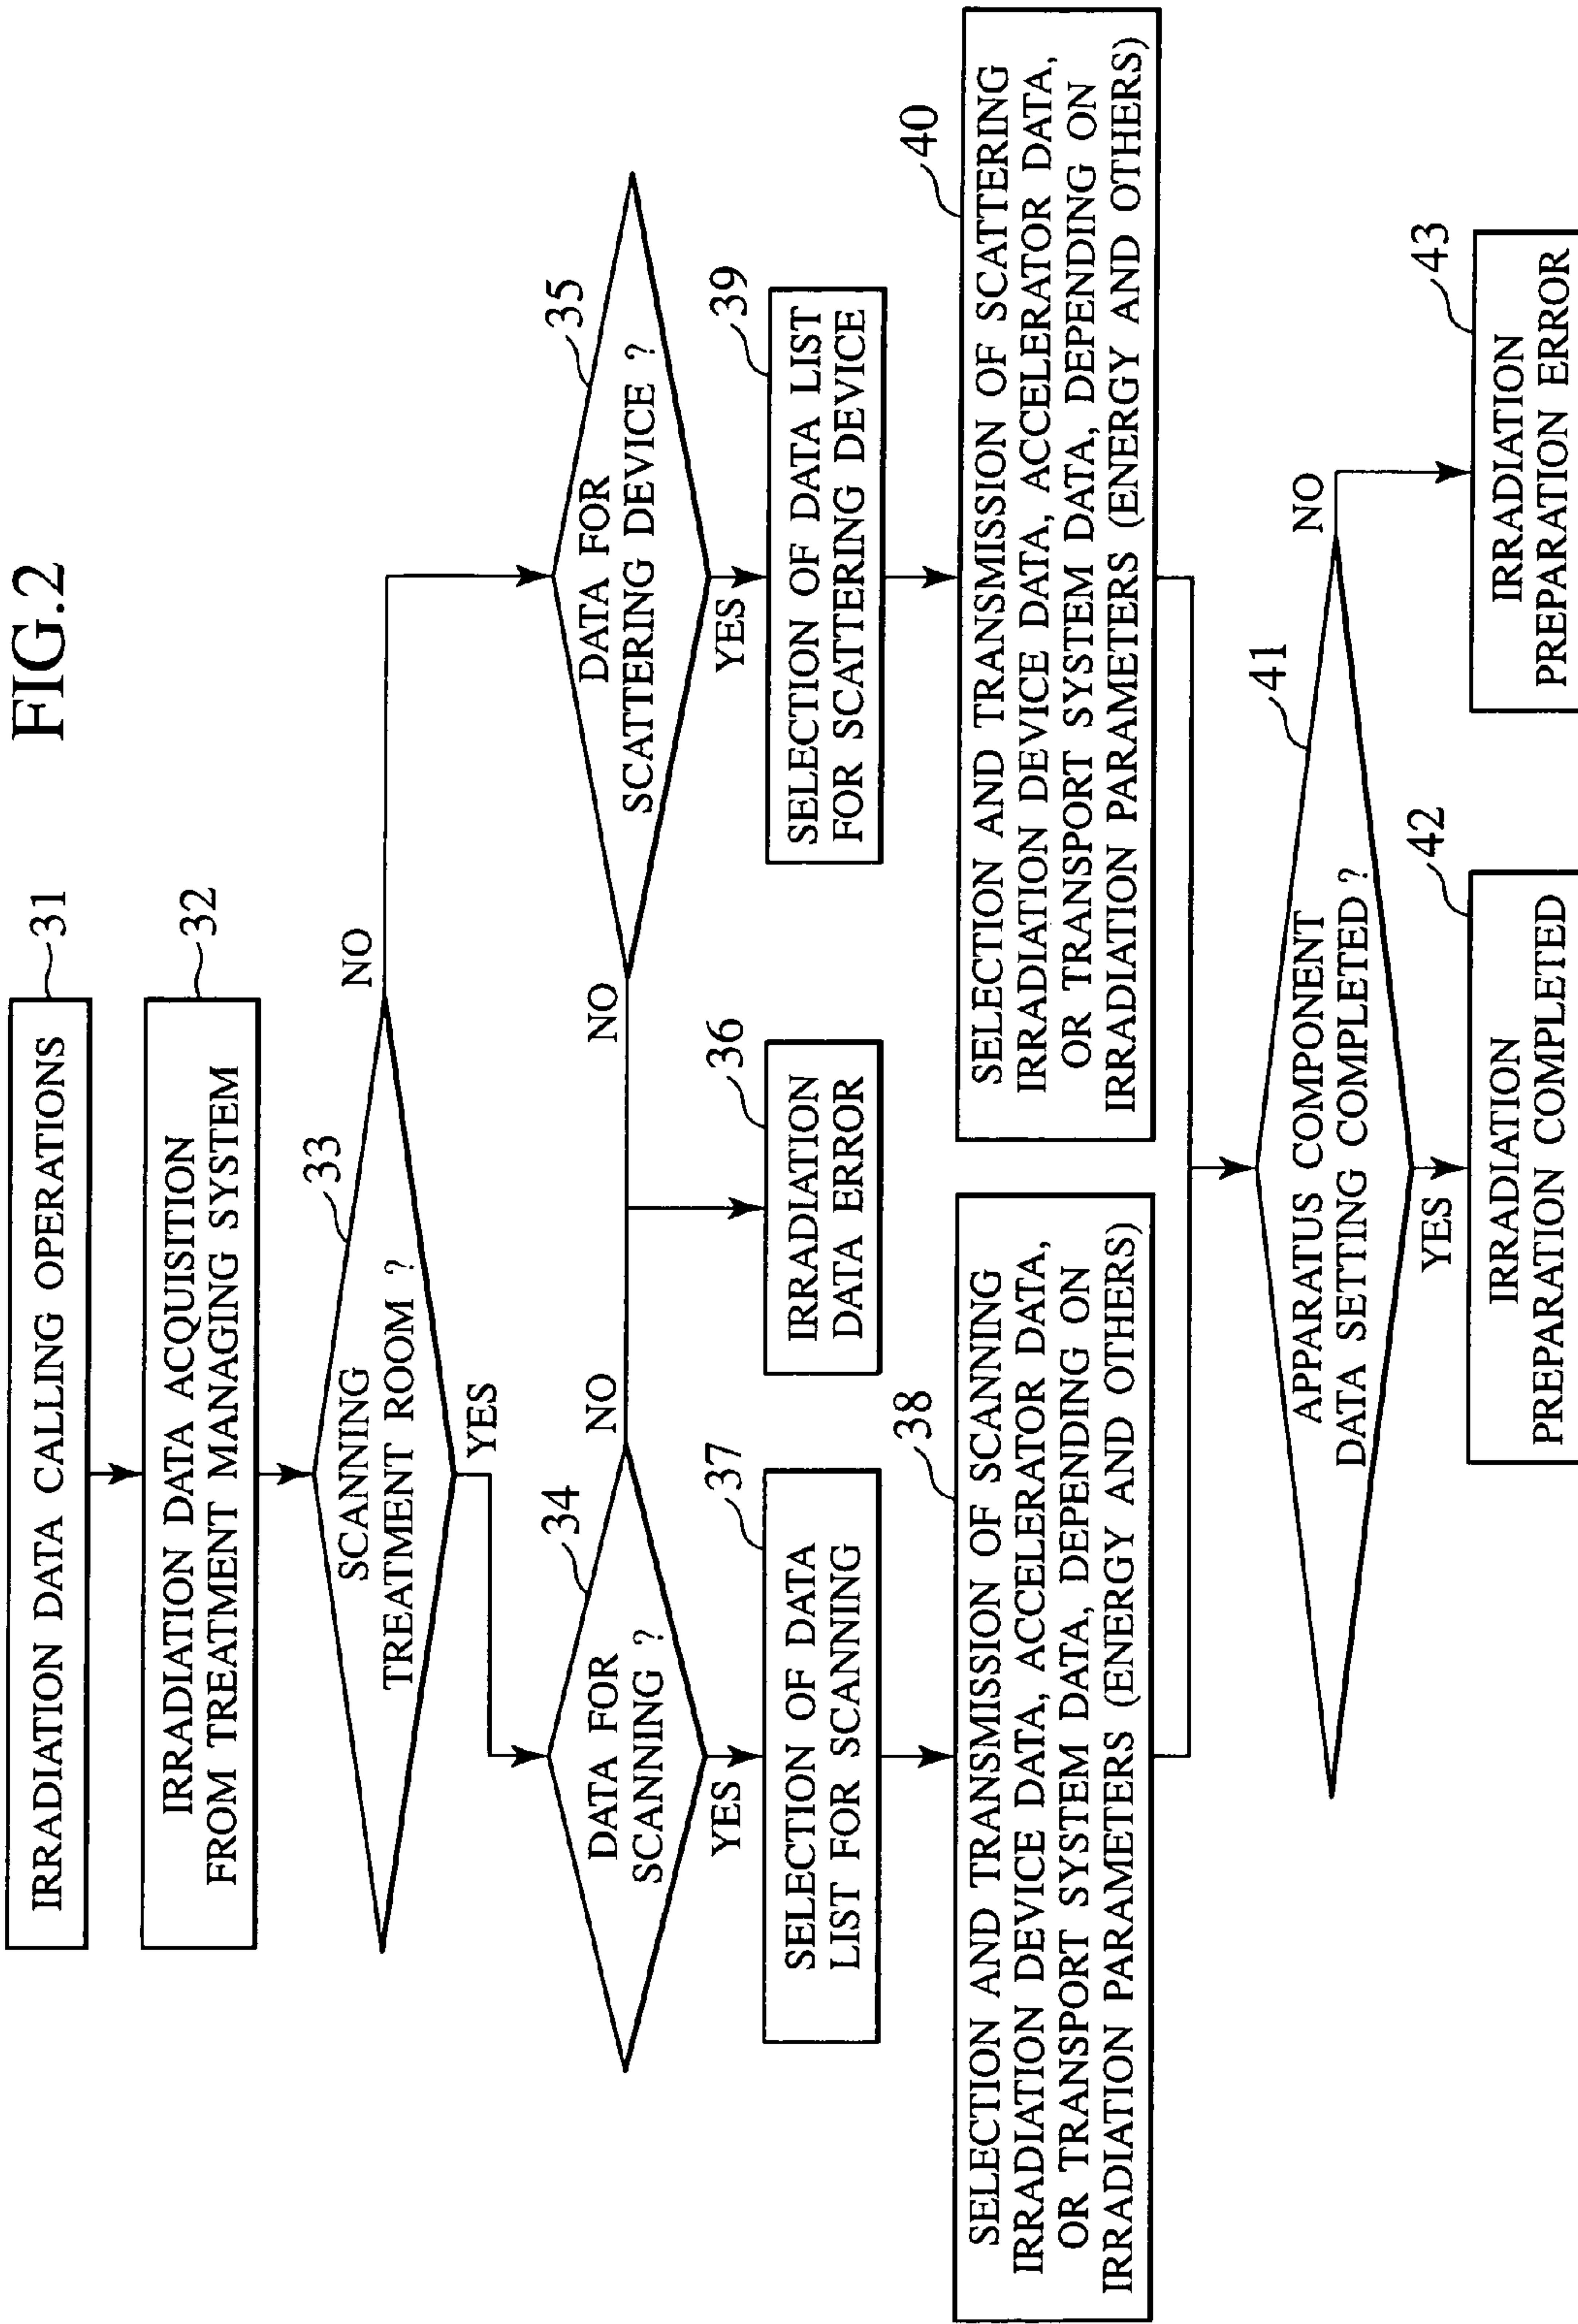 FIG.2
IRRADIATION DATA CALLING OPERATIONS
31
IRRADIATION DATA ACQUISITION
FROM TREATMENT MANAGING SYSTEM
32
SCANNING
TREATMENT ROOM ?
33
NO
YES
DATA FOR
SCANNING ?
34
NO
YES
DATA FOR
SCATTERING DEVICE ?
35
NO
YES
IRRADIATION
DATA ERROR
36
SELECTION OF DATA
LIST FOR SCANNING
37
SELECTION OF DATA LIST
FOR SCATTERING DEVICE
39
SELECTION AND TRANSMISSION OF SCANNING
IRRADIATION DEVICE DATA, ACCELERATOR DATA,
OR TRANSPORT SYSTEM DATA, DEPENDING ON
IRRADIATION PARAMETERS (ENERGY AND OTHERS)
38
SELECTION AND TRANSMISSION OF SCATTERING
IRRADIATION DEVICE DATA, ACCELERATOR DATA,
OR TRANSPORT SYSTEM DATA, DEPENDING ON
IRRADIATION PARAMETERS (ENERGY AND OTHERS)
40
APPARATUS COMPONENT
DATA SETTING COMPLETED ?
41
NO
YES
IRRADIATION
PREPARATION COMPLETED
42
IRRADIATION
PREPARATION ERROR
43